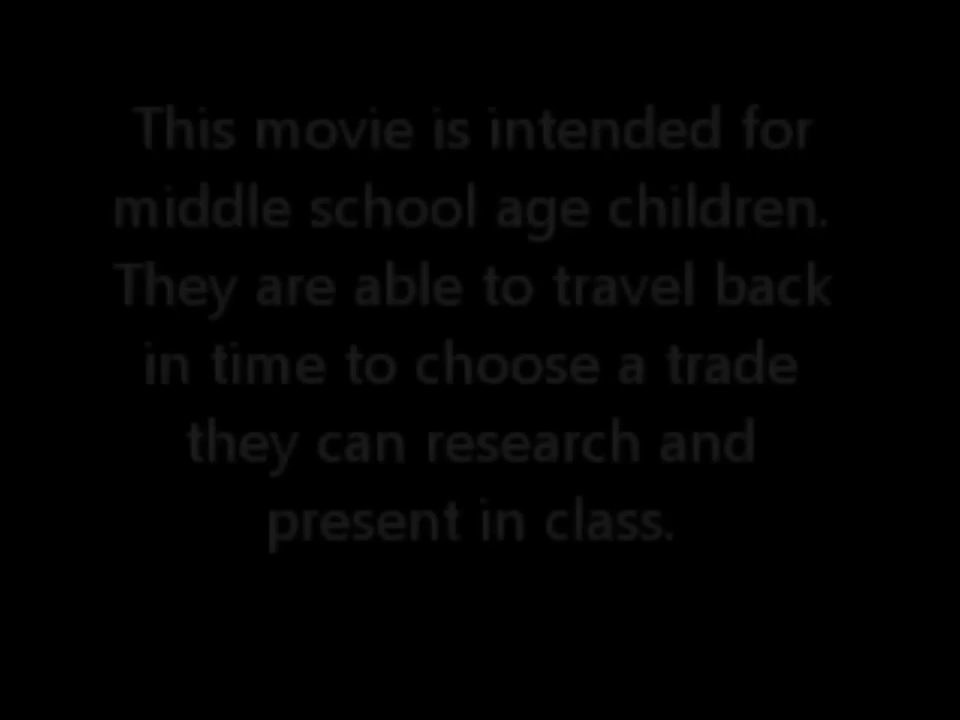 This movie is intended for
middle school age children.
They are able to travel back
in time to choose a trade
they can research and
present in class.